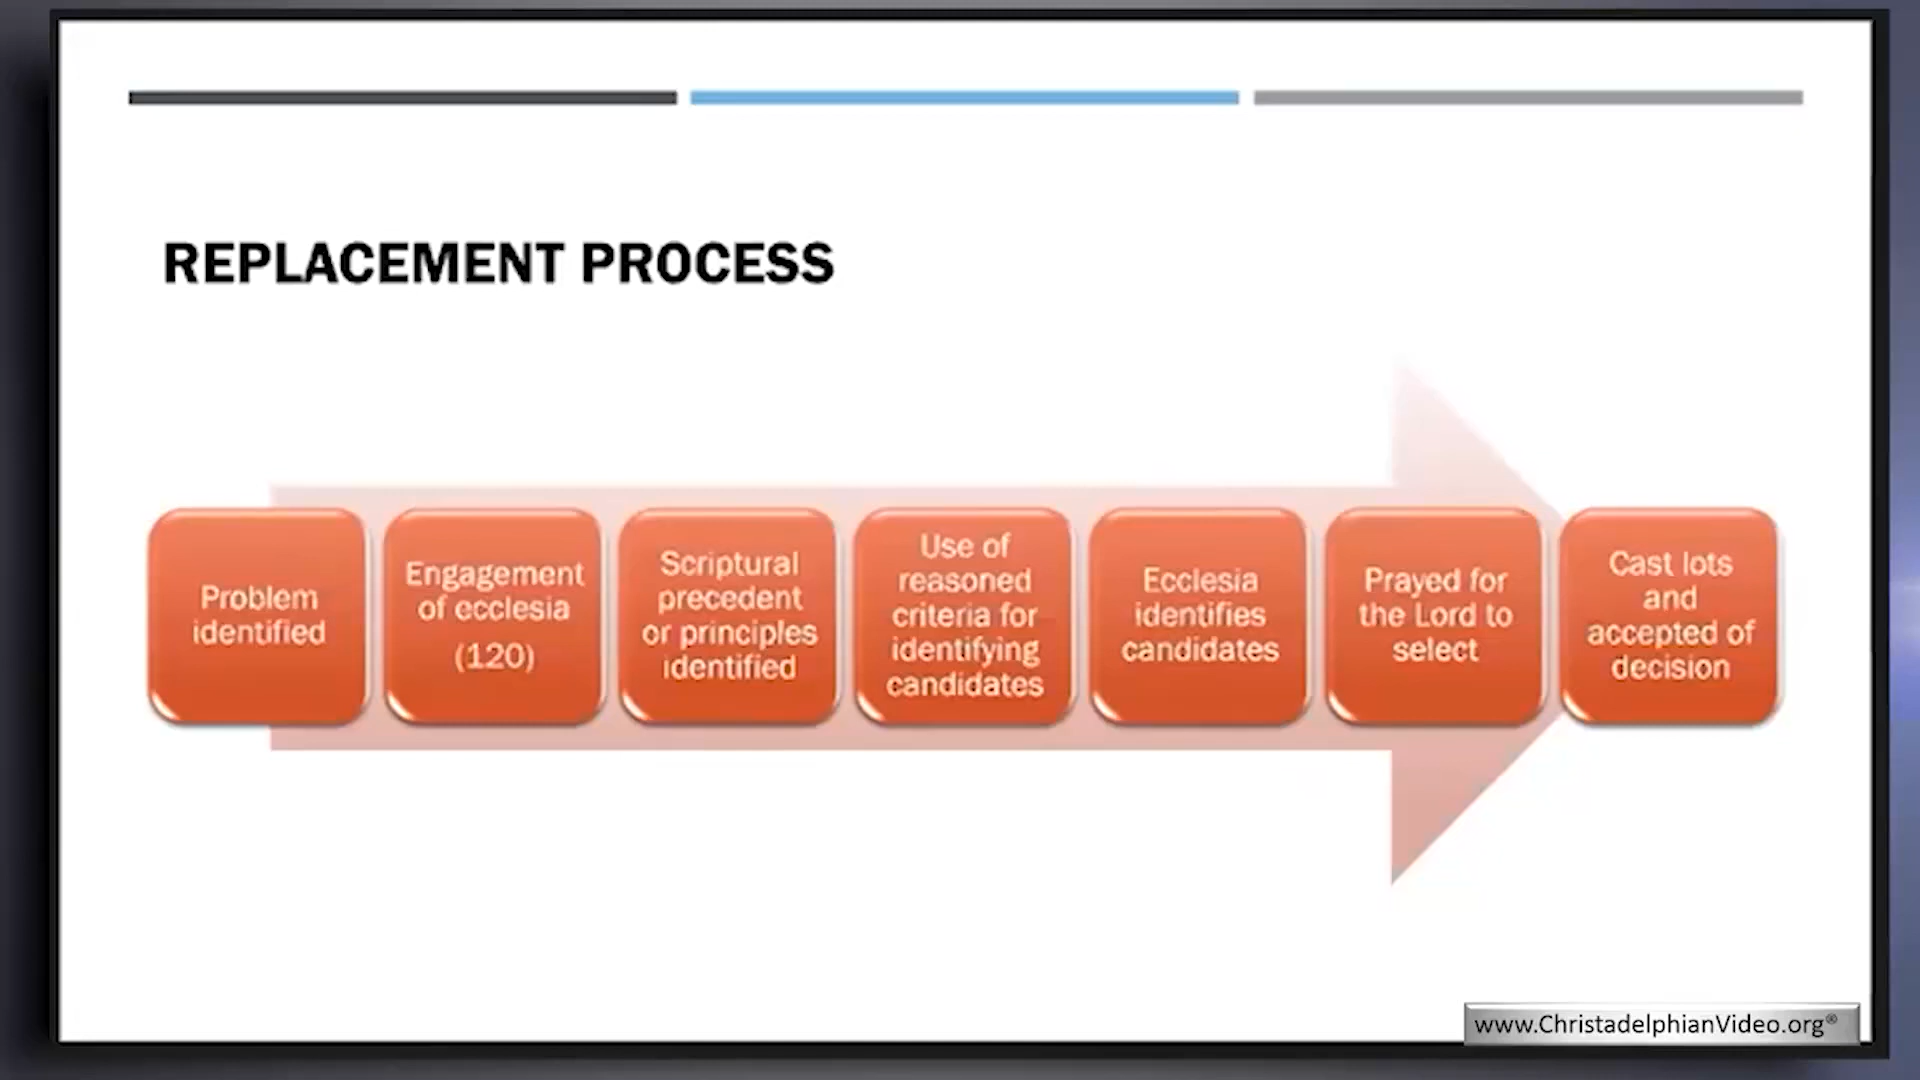 REPLACEMENT PROCESS
Problem
identified
Engagement
of ecclesia
(120)
Scriptural
precedent
or principles
identified
Use of
reasoned
criteria for
identifying
candidates
Ecclesia
identifies
candidates
Prayed for
the Lord to
select
Cast lots
and
accepted of
decision
www.ChristadelphianVideo.org®